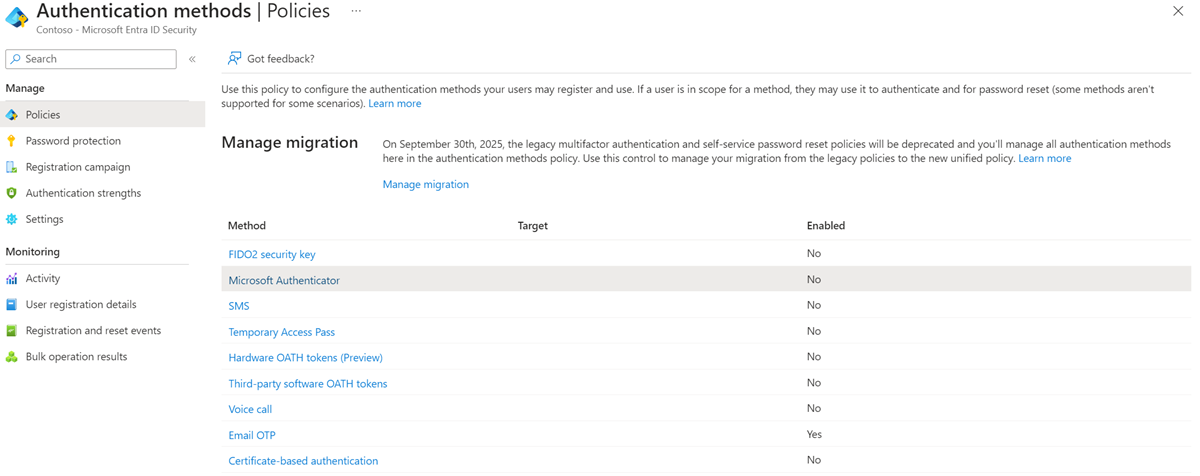 Authentication methods | Policies ...
Contoso - Microsoft Entra ID Security
Search
«
Got feedback?
Manage
Policies
Password protection
Registration campaign
Authentication strengths
Settings
Monitoring
Activity
User registration details
Registration and reset events
Bulk operation results
Use this policy to configure the authentication methods your users may register and use. If a user is in scope for a method, they may use it to authenticate and for password reset (some methods aren't
supported for some scenarios). Learn more
Manage migration
On September 30th, 2025, the legacy multifactor authentication and self-service password reset policies will be deprecated and you'll manage all authentication methods
here in the authentication methods policy. Use this control to manage your migration from the legacy policies to the new unified policy. Learn more
Manage migration
Method Target Enabled
FIDO2 security key No
Microsoft Authenticator No
SMS No
Temporary Access Pass No
Hardware OATH tokens (Preview) No
Third-party software OATH tokens No
Voice call No
Email OTP Yes
Certificate-based authentication No